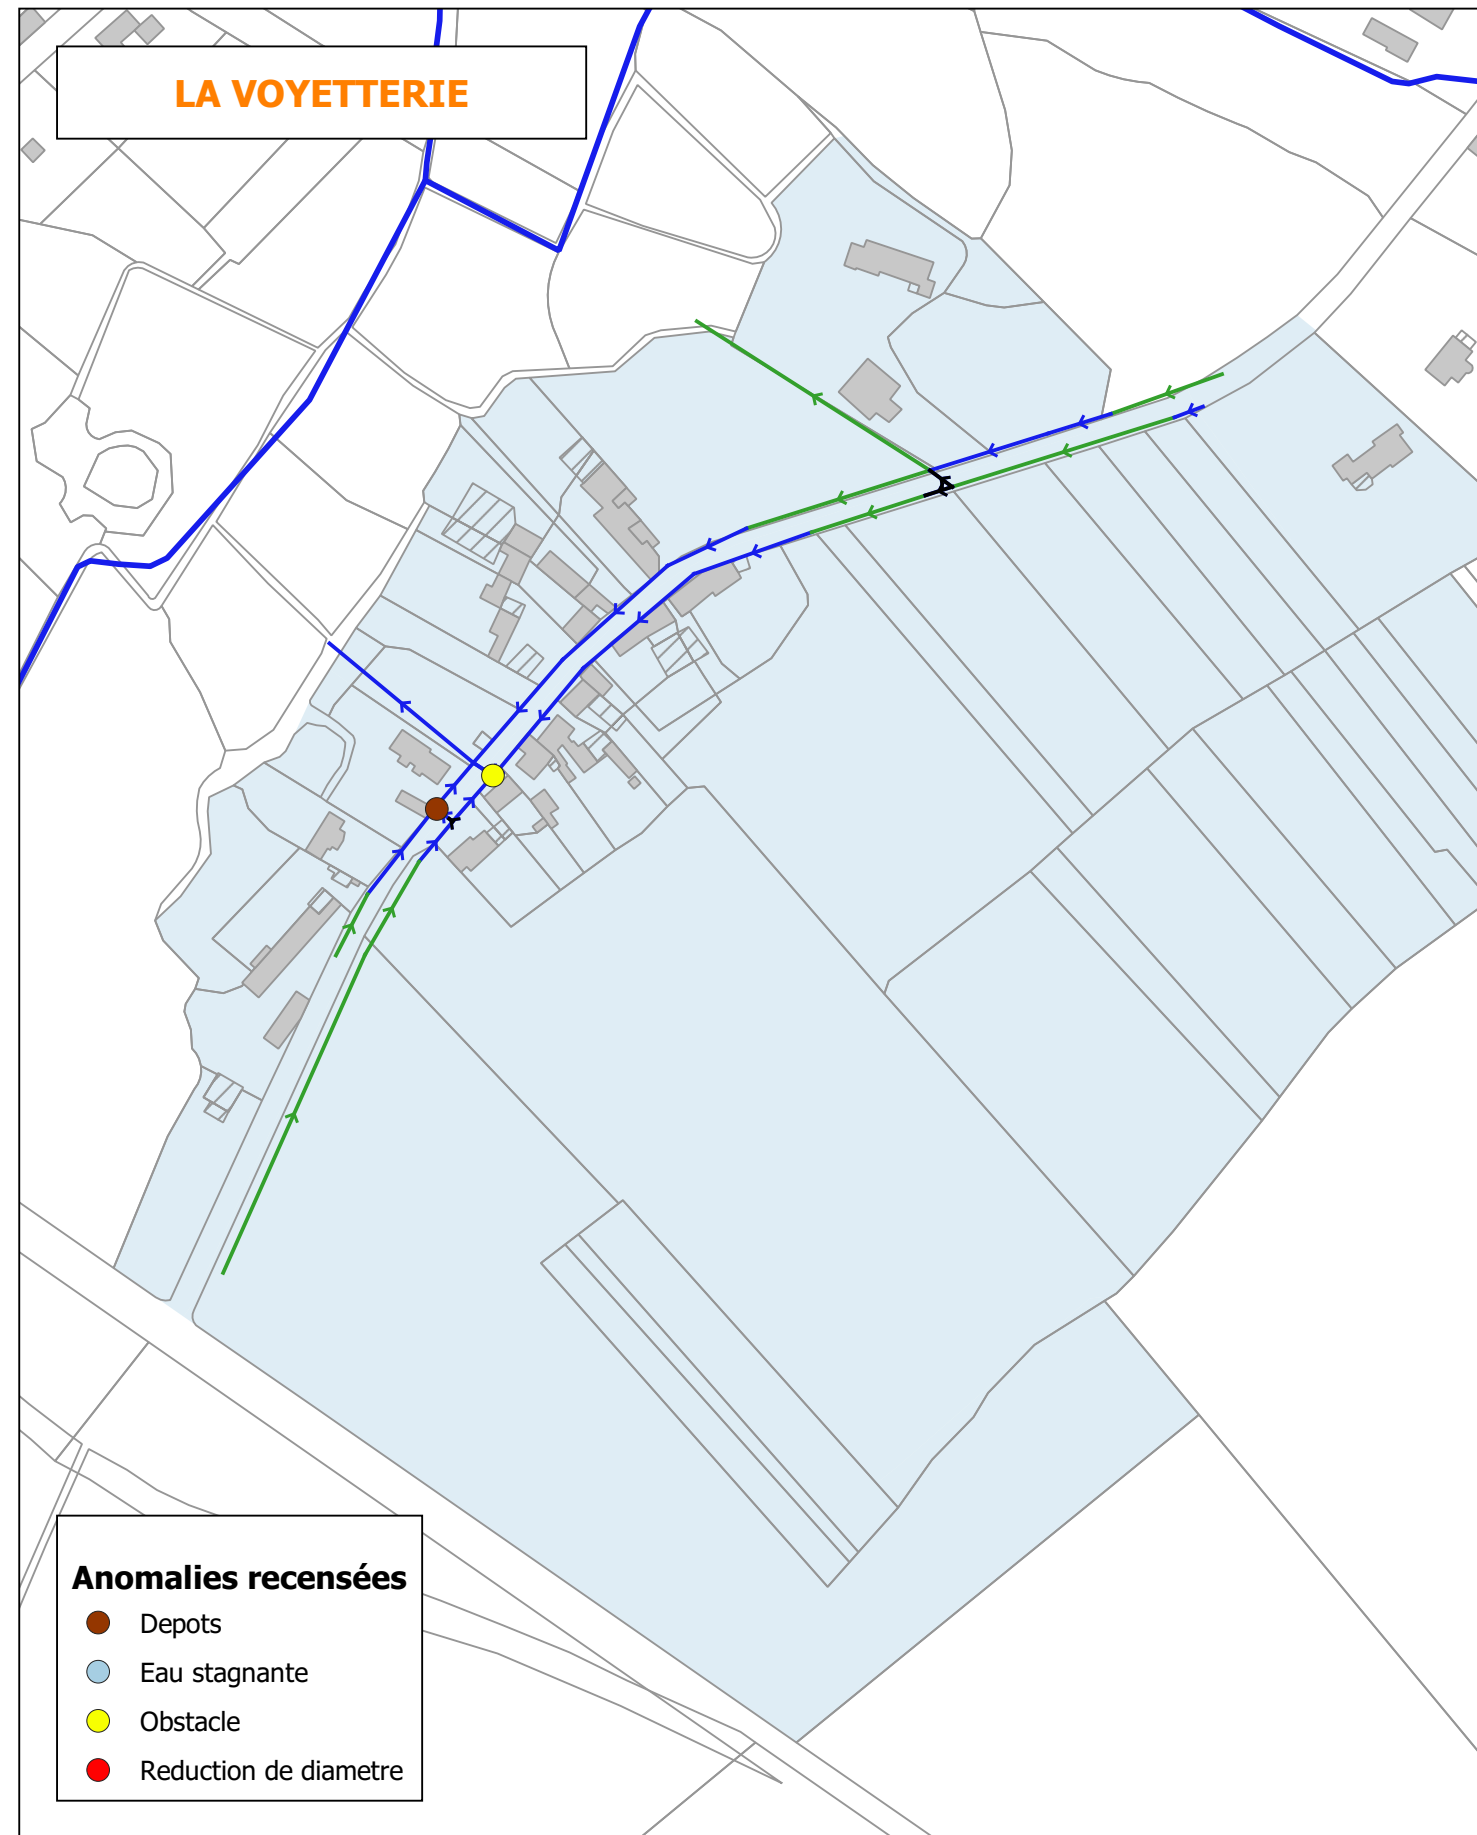 LA VOYETTERIE
Anomalies recensées
Depots
Eau stagnante
Obstacle
Reduction de diametre